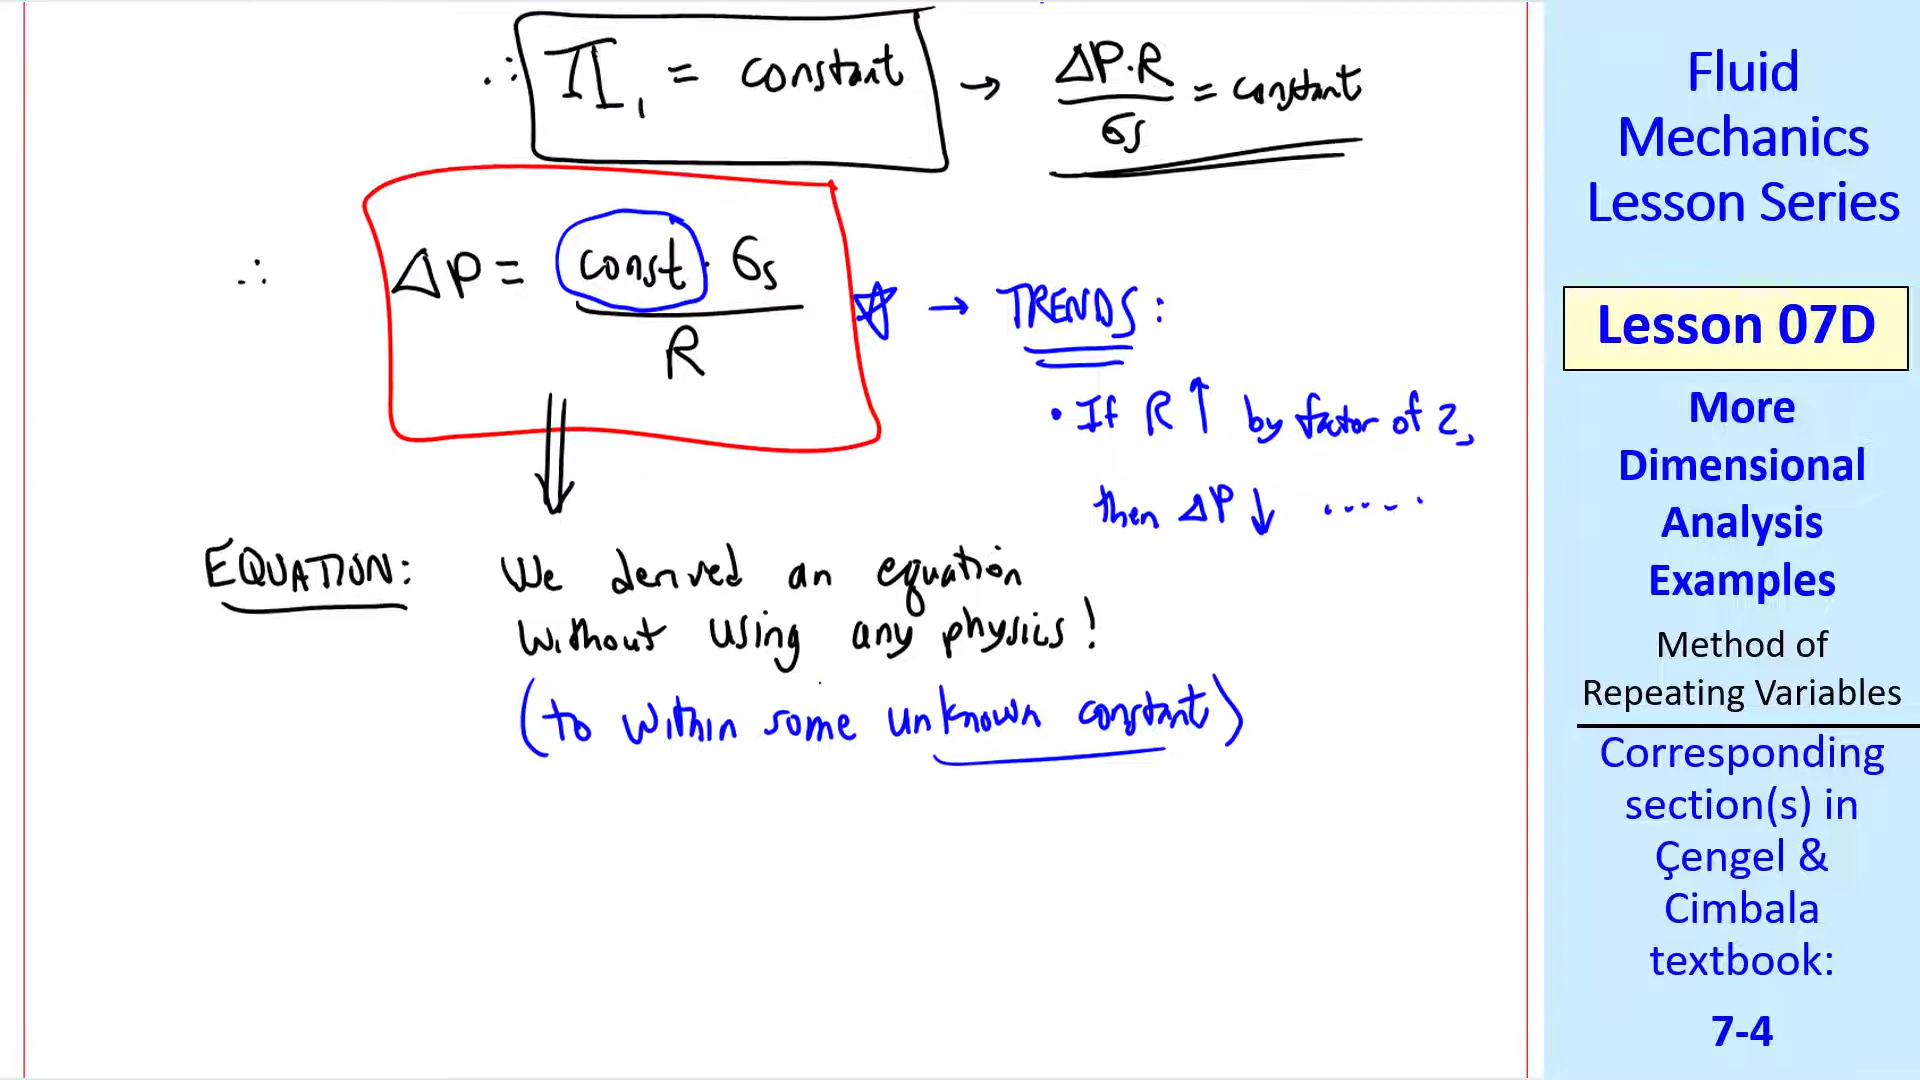 ∴ Π₁ = constant → ΔP·R / σs = constant
∴ ΔP = const · σs / R
☆ → TRENDS:
• If R ↑ by factor of 2,
then ΔP ↓ ......
EQUATION: We derived an equation
without using any physics!
(to within some unknown constant)
Fluid
Mechanics
Lesson Series
Lesson 07D
More
Dimensional
Analysis
Examples
Method of
Repeating Variables
Corresponding
section(s) in
Çengel &
Cimbala
textbook:
7-4